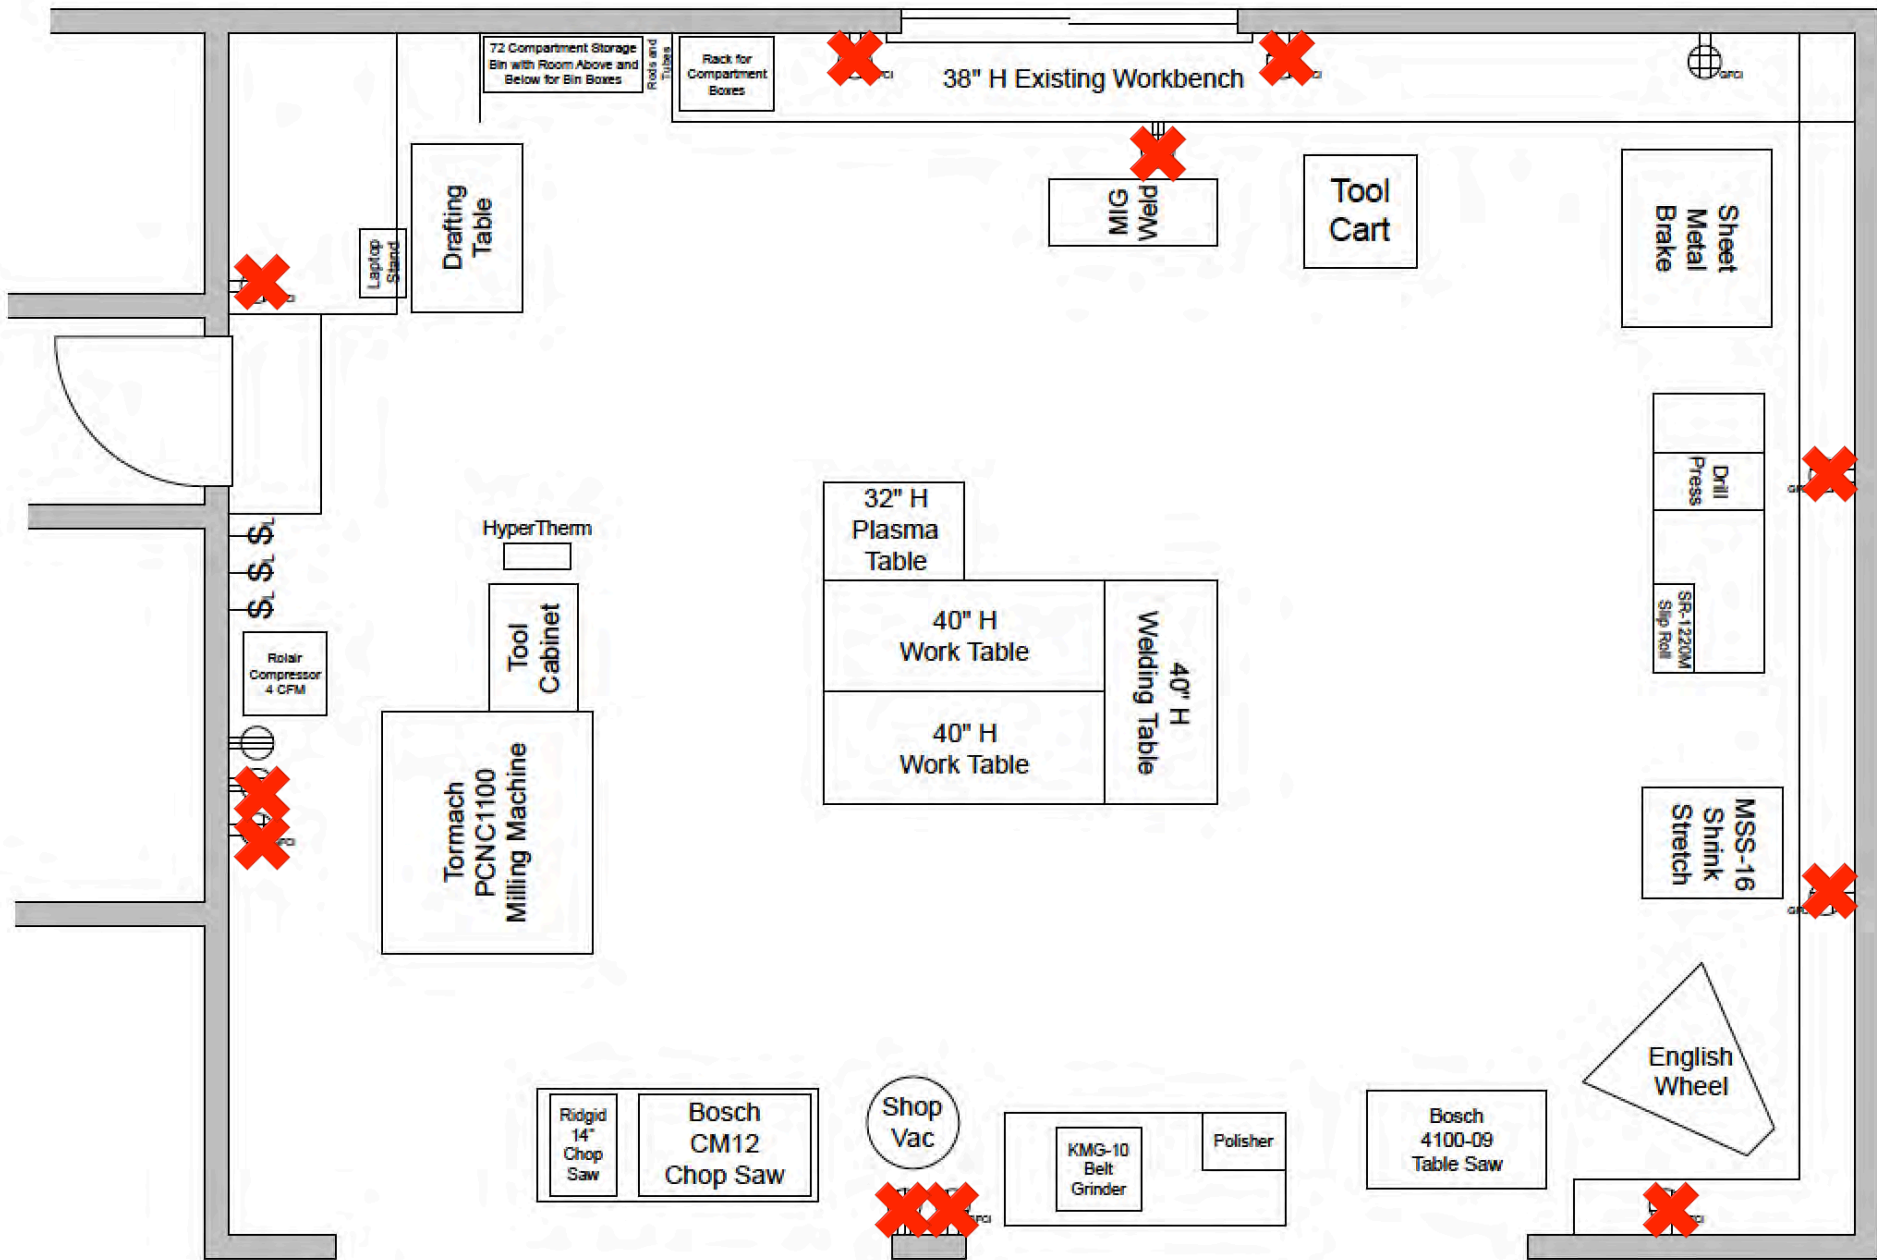 72 Compartment Storage
Bin with Room Above and
Below for Bin Boxes
Rods and
Tubes
Rack for
Compartment
Boxes
38" H Existing Workbench
GFCI
Drafting
Table
Laptop
Stand
MIG
Weld
Tool
Cart
Sheet
Metal
Brake
Drill
Press
SR-1220M
Slip Roll
HyperTherm
Tool
Cabinet
32" H
Plasma
Table
40" H
Work Table
40" H
Work Table
40" H
Welding Table
SL
SL
SL
Rolair
Compressor
4 CFM
Tormach
PCNC1100
Milling Machine
MSS-16
Shrink
Stretch
English
Wheel
Ridgid
14"
Chop
Saw
Bosch
CM12
Chop Saw
Shop
Vac
KMG-10
Belt
Grinder
Polisher
Bosch
4100-09
Table Saw